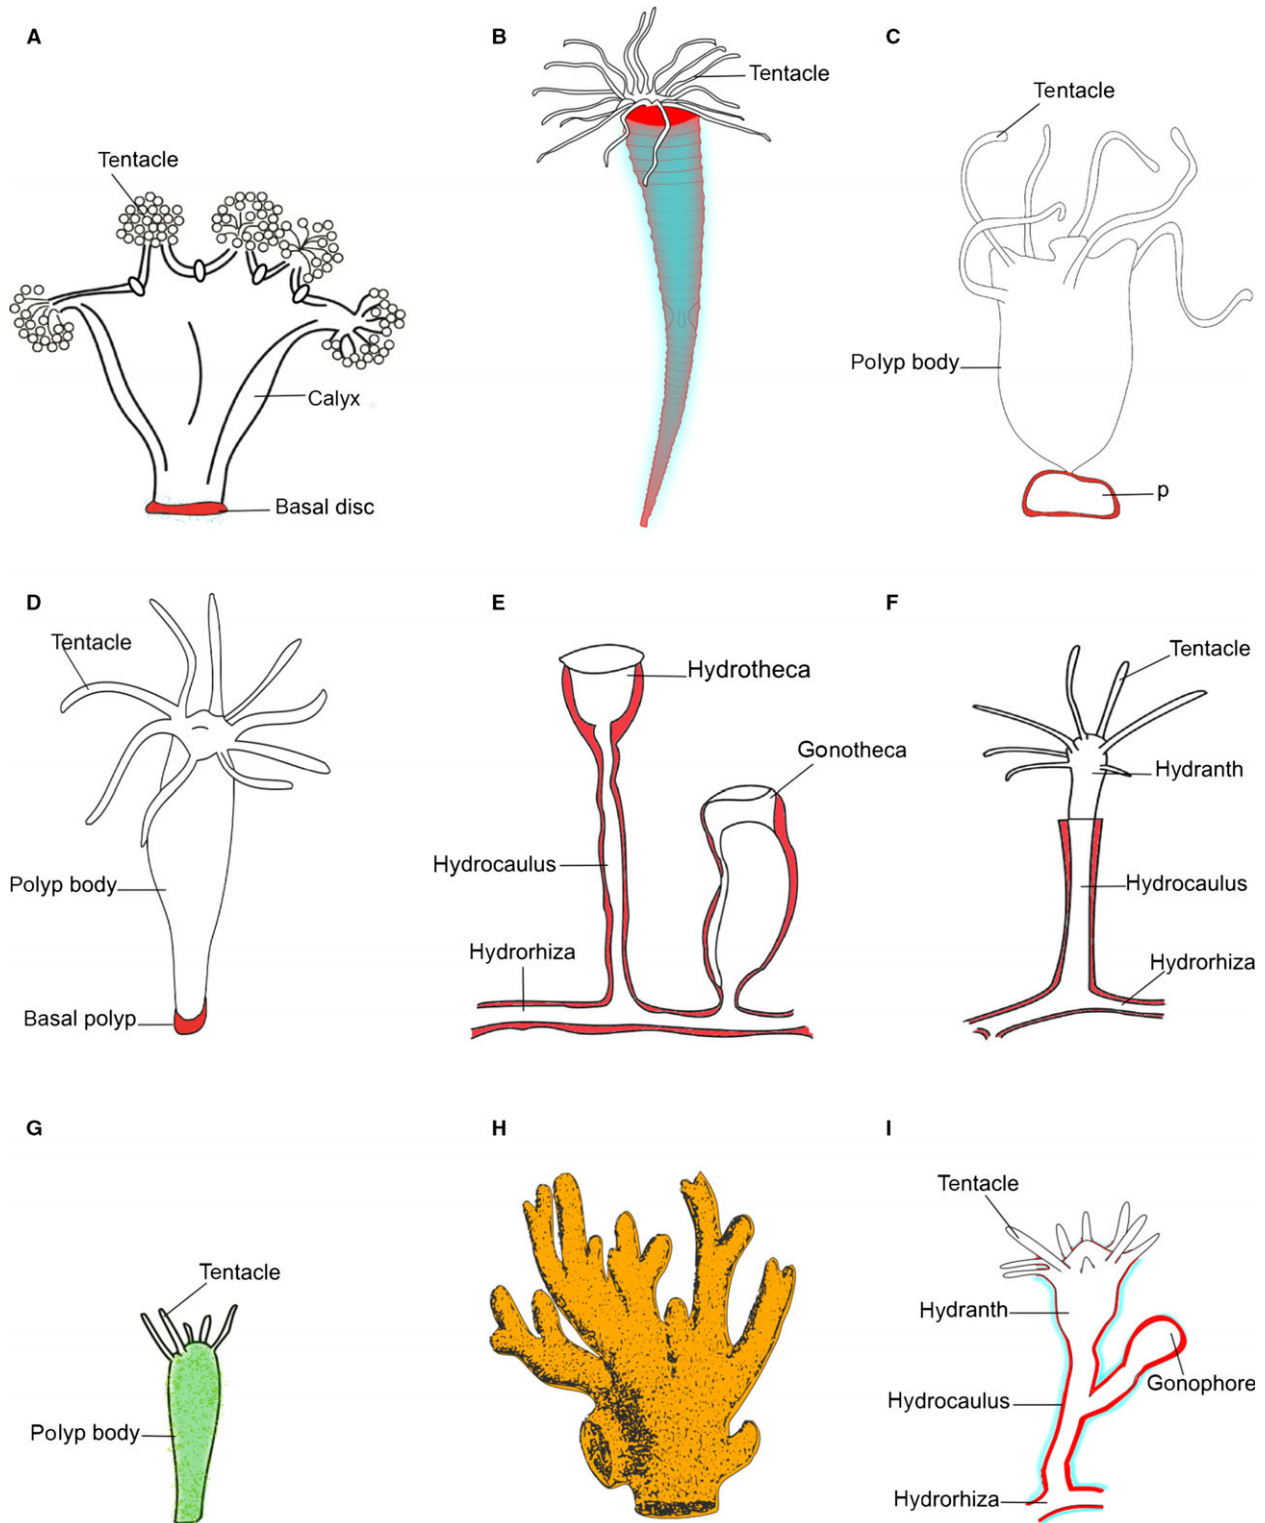 A
Tentacle
Calyx
Basal disc
B
Tentacle
C
Tentacle
Polyp body
p
D
Tentacle
Polyp body
Basal polyp
E
Hydrotheca
Gonotheca
Hydrocaulus
Hydrorhiza
F
Tentacle
Hydranth
Hydrocaulus
Hydrorhiza
G
Tentacle
Polyp body
H
I
Tentacle
Hydranth
Gonophore
Hydrocaulus
Hydrorhiza